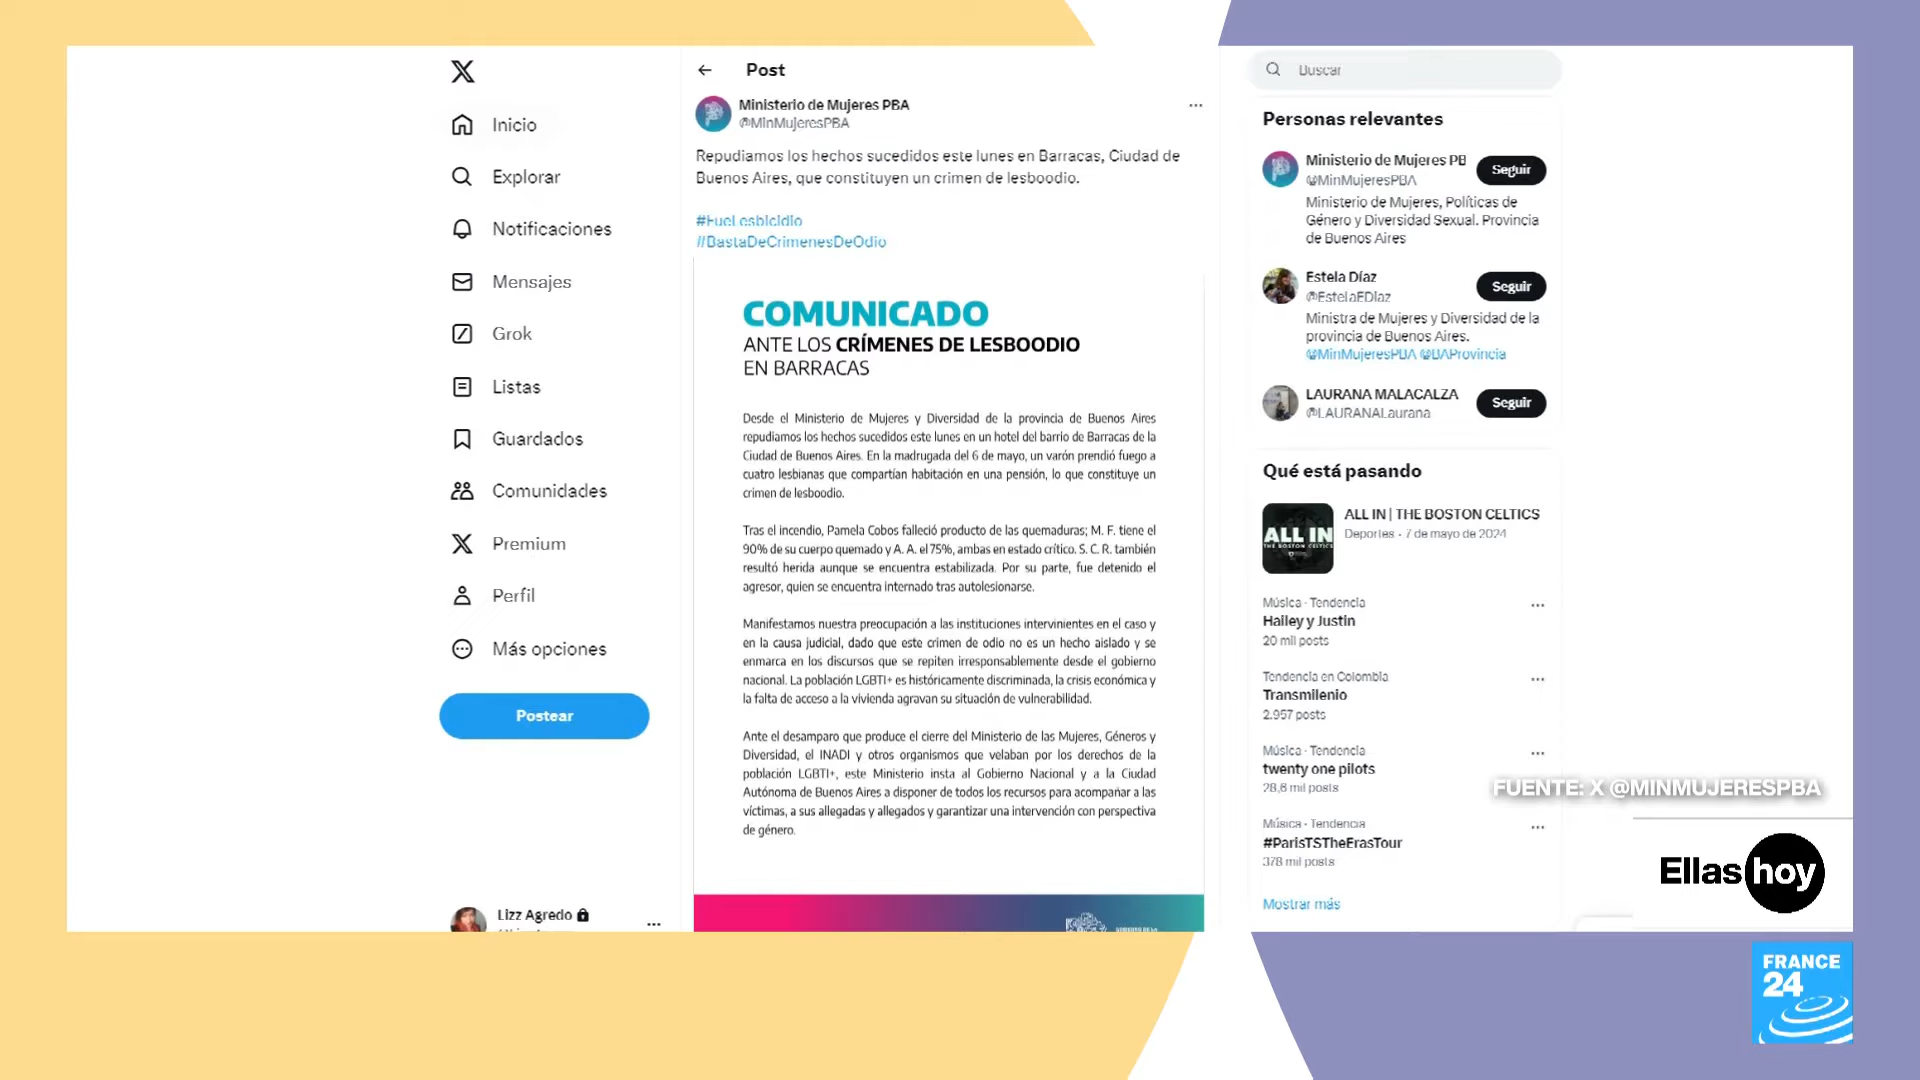 Inicio
Explorar
Notificaciones
Mensajes
Grok
Listas
Guardados
Comunidades
Premium
Perfil
Más opciones
Postear
Lizz Agredo
Post
Ministerio de Mujeres PBA
@MinMujeresPBA
Repudiamos los hechos sucedidos este lunes en Barracas, Ciudad de
Buenos Aires, que constituyen un crimen de lesboodio.
#FueLesbicidio
#BastaDeCrimenesDeOdio
COMUNICADO
ANTE LOS CRÍMENES DE LESBOODIO
EN BARRACAS
Desde el Ministerio de Mujeres y Diversidad de la provincia de Buenos Aires
repudiamos los hechos sucedidos este lunes en un hotel del barrio de Barracas de la
Ciudad de Buenos Aires. En la madrugada del 6 de mayo, un varón prendió fuego a
cuatro lesbianas que compartían habitación en una pensión, lo que constituye un
crimen de lesboodio.
Tras el incendio, Pamela Cobos falleció producto de las quemaduras; M. F. tiene el
90% de su cuerpo quemado y A. A. el 75%, ambas en estado crítico. S. C. R. también
resultó herida aunque se encuentra estabilizada. Por su parte, fue detenido el
agresor, quien se encuentra internado tras autolesionarse.
Manifestamos nuestra preocupación a las instituciones intervinientes en el caso y
en la causa judicial, dado que este crimen de odio no es un hecho aislado y se
enmarca en los discursos que se repiten irresponsablemente desde el gobierno
nacional. La población LGBTI+ es históricamente discriminada, la crisis económica y
la falta de acceso a la vivienda agravan su situación de vulnerabilidad.
Ante el desamparo que produce el cierre del Ministerio de las Mujeres, Géneros y
Diversidad, el INADI y otros organismos que velaban por los derechos de la
población LGBTI+, este Ministerio insta al Gobierno Nacional y a la Ciudad
Autónoma de Buenos Aires a disponer de todos los recursos para acompañar a las
víctimas, a sus allegadas y allegados y garantizar una intervención con perspectiva
de género.
Buscar
Personas relevantes
Ministerio de Mujeres PB
@MinMujeresPBA
Seguir
Ministerio de Mujeres, Políticas de
Género y Diversidad Sexual. Provincia
de Buenos Aires
Estela Díaz
@EstelaEDiaz
Seguir
Ministra de Mujeres y Diversidad de la
provincia de Buenos Aires.
@MinMujeresPBA @BAProvincia
LAURANA MALACALZA
@LAURANALaurana
Seguir
Qué está pasando
ALL IN
THE BOSTON CELTICS
ALL IN | THE BOSTON CELTICS
Deportes · 7 de mayo de 2024
Música · Tendencia
Hailey y Justin
20 mil posts
Tendencia en Colombia
Transmilenio
2.957 posts
Música · Tendencia
twenty one pilots
28,6 mil posts
Música · Tendencia
#ParisTSTheErasTour
378 mil posts
Mostrar más
FUENTE: X @MINMUJERESPBA
Ellas hoy
FRANCE
24